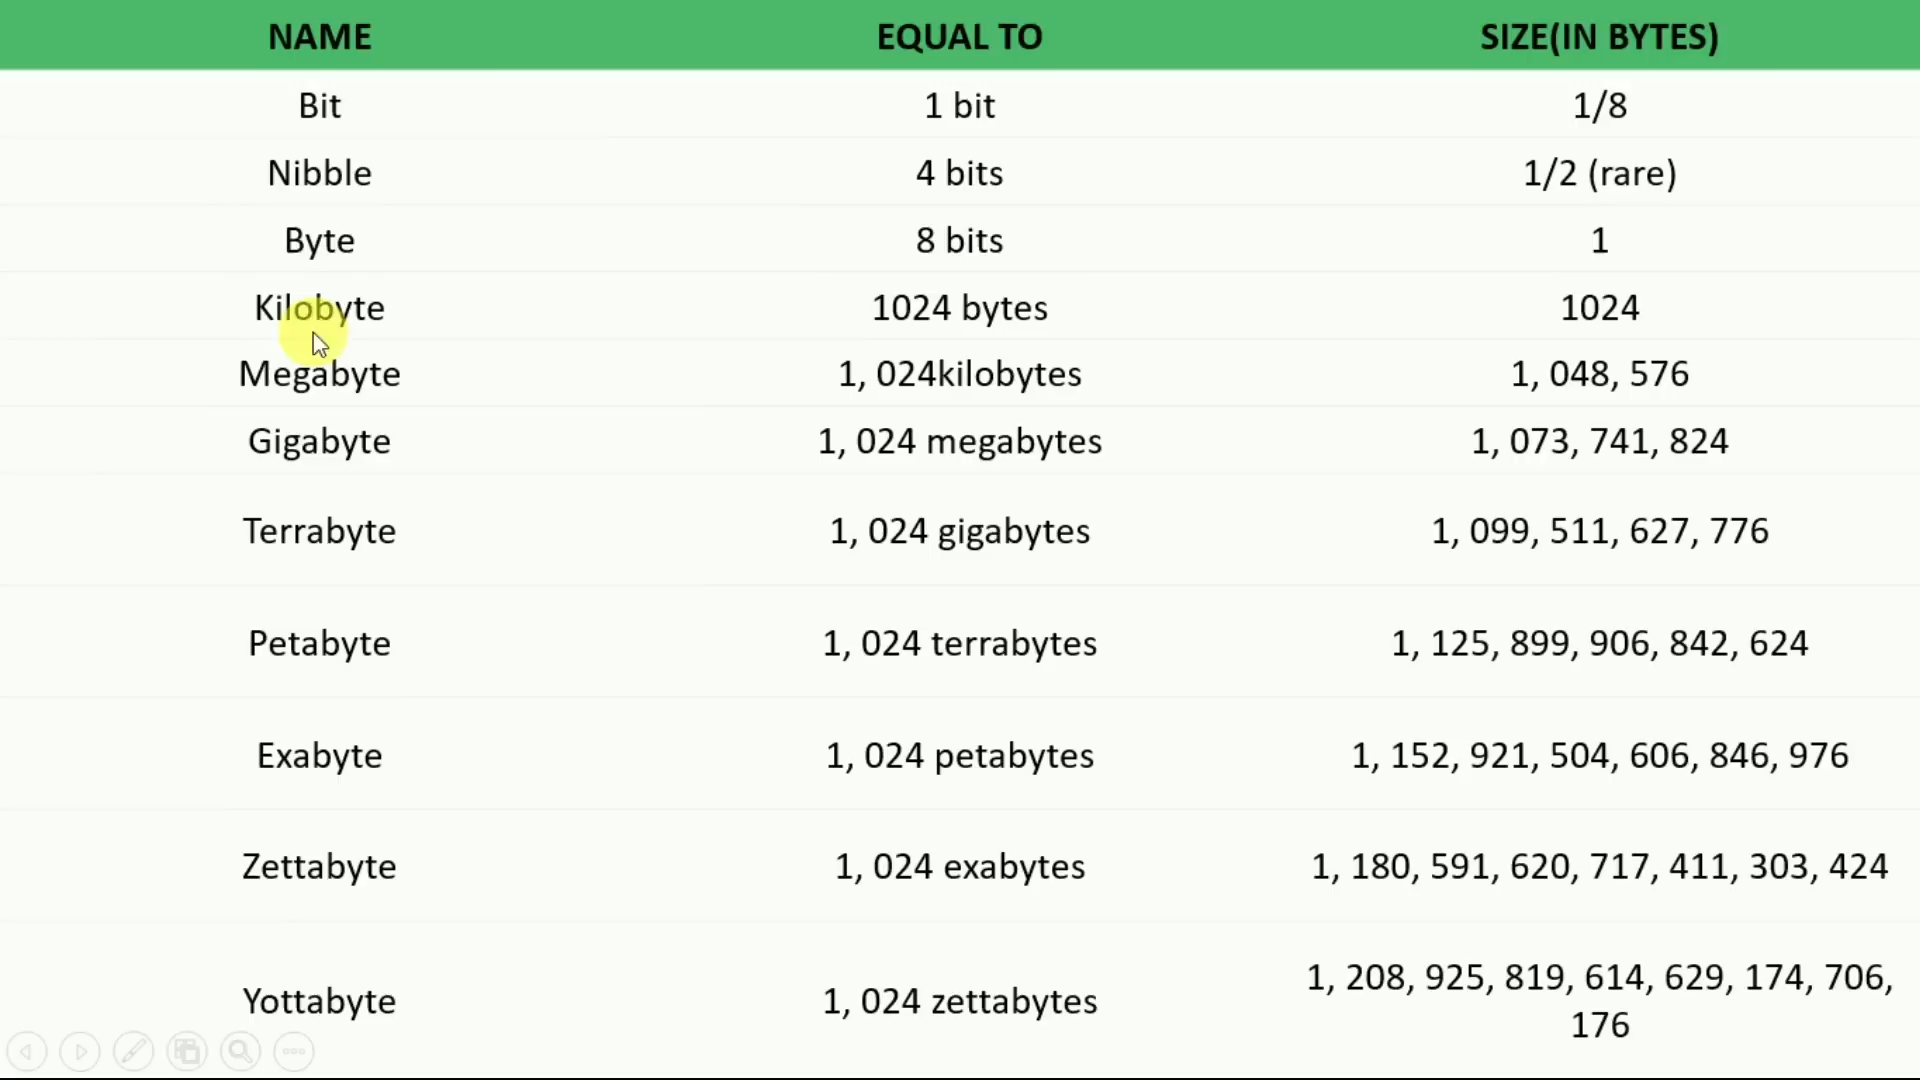 NAME EQUAL TO SIZE(IN BYTES)
Bit 1 bit 1/8
Nibble 4 bits 1/2 (rare)
Byte 8 bits 1
Kilobyte 1024 bytes 1024
Megabyte 1, 024kilobytes 1, 048, 576
Gigabyte 1, 024 megabytes 1, 073, 741, 824
Terrabyte 1, 024 gigabytes 1, 099, 511, 627, 776
Petabyte 1, 024 terrabytes 1, 125, 899, 906, 842, 624
Exabyte 1, 024 petabytes 1, 152, 921, 504, 606, 846, 976
Zettabyte 1, 024 exabytes 1, 180, 591, 620, 717, 411, 303, 424
Yottabyte 1, 024 zettabytes 1, 208, 925, 819, 614, 629, 174, 706,
176